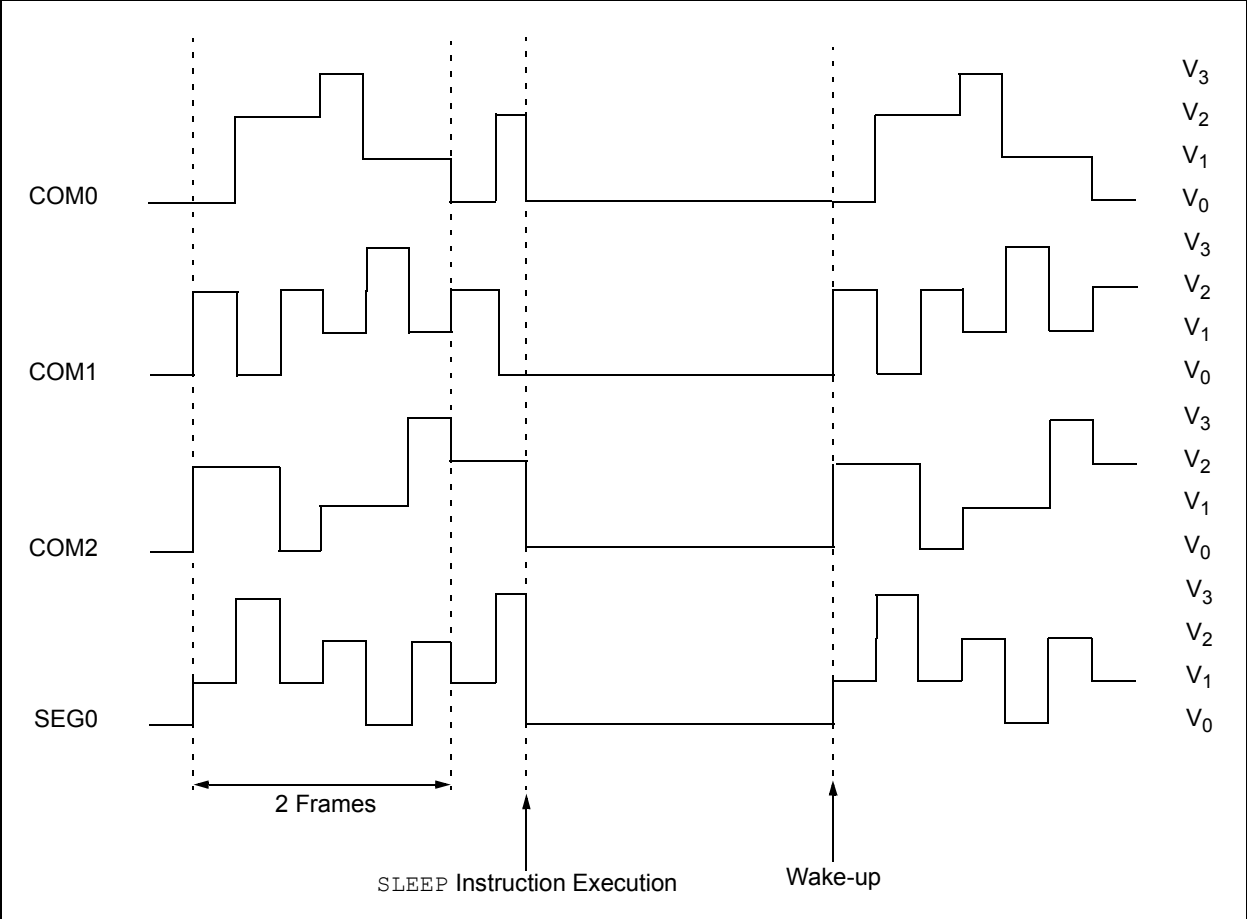 V3
V2
V1
COM0
V0
V3
V2
V1
COM1
V0
V3
V2
V1
COM2
V0
V3
V2
V1
SEG0
V0
2 Frames
SLEEP Instruction Execution
Wake-up